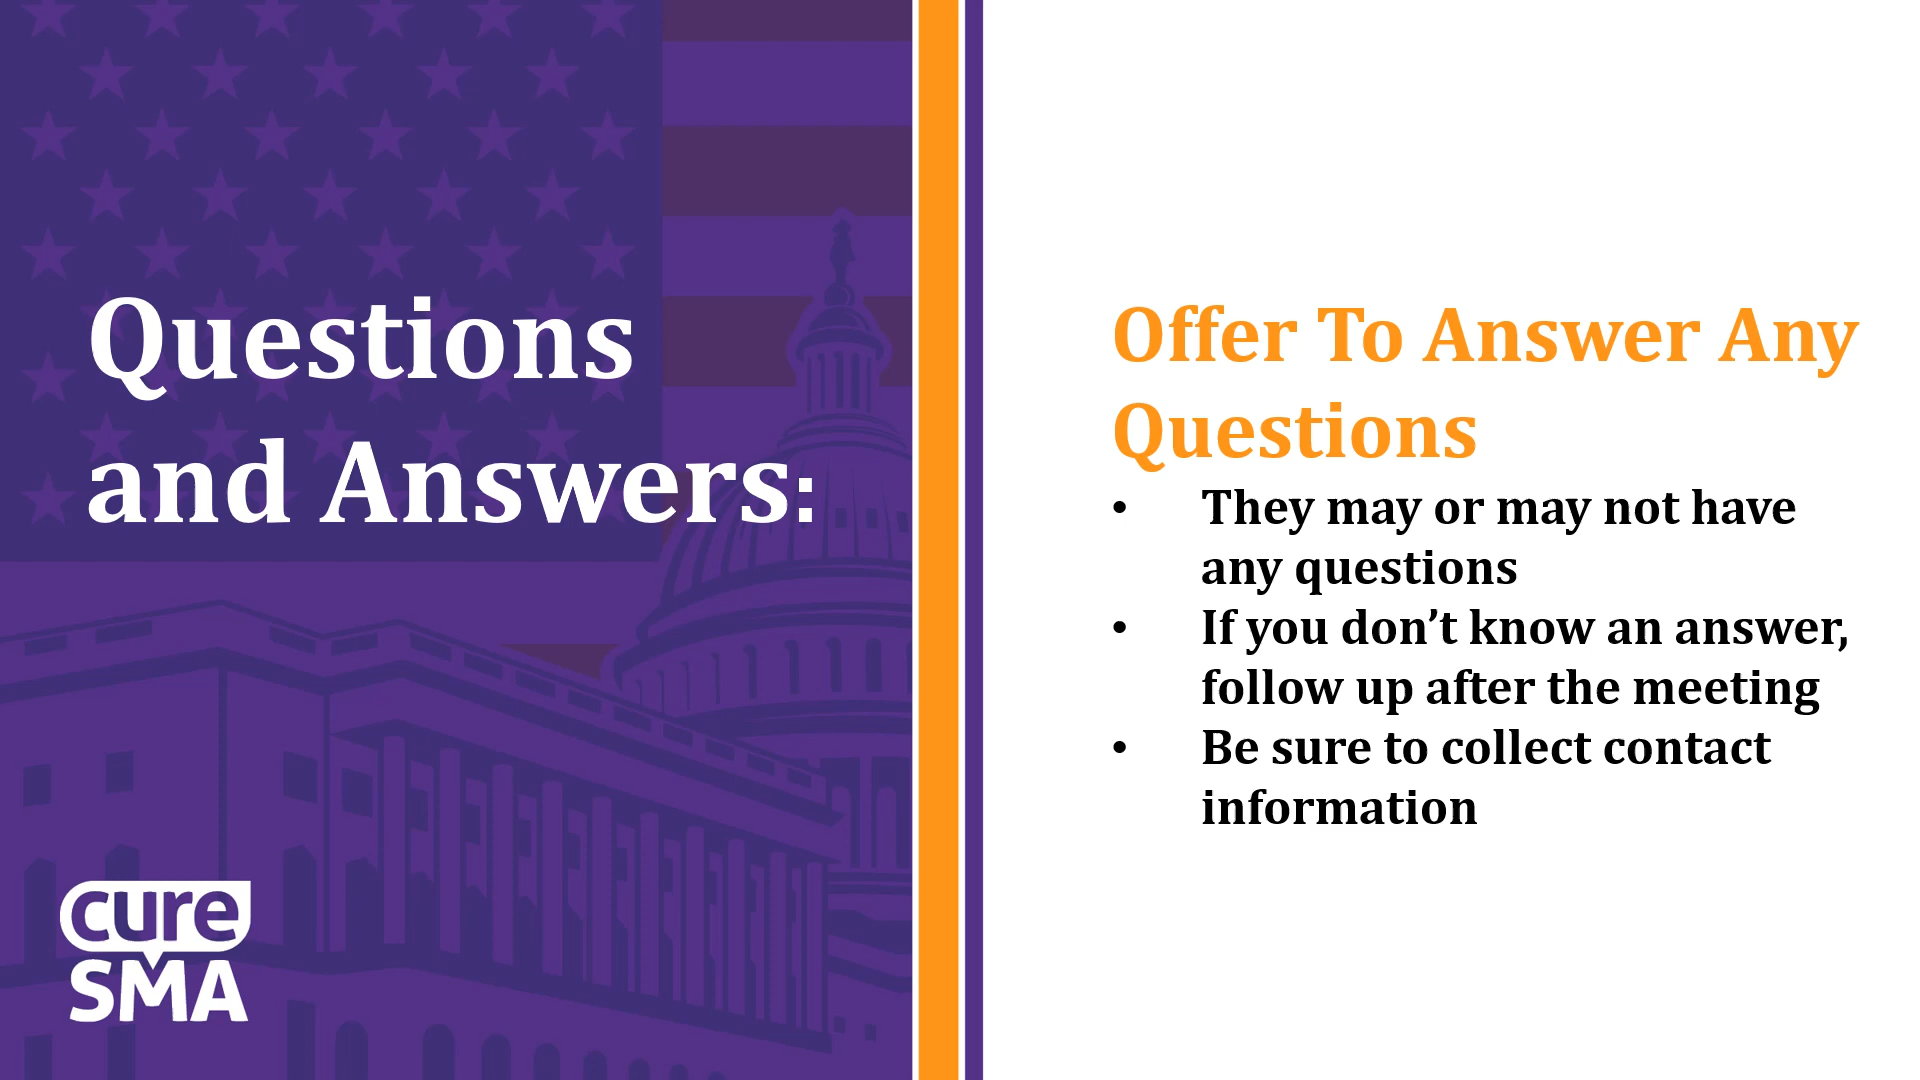 Questions
and Answers:
cure
SMA
Offer To Answer Any
Questions
• They may or may not have
any questions
• If you don’t know an answer,
follow up after the meeting
• Be sure to collect contact
information